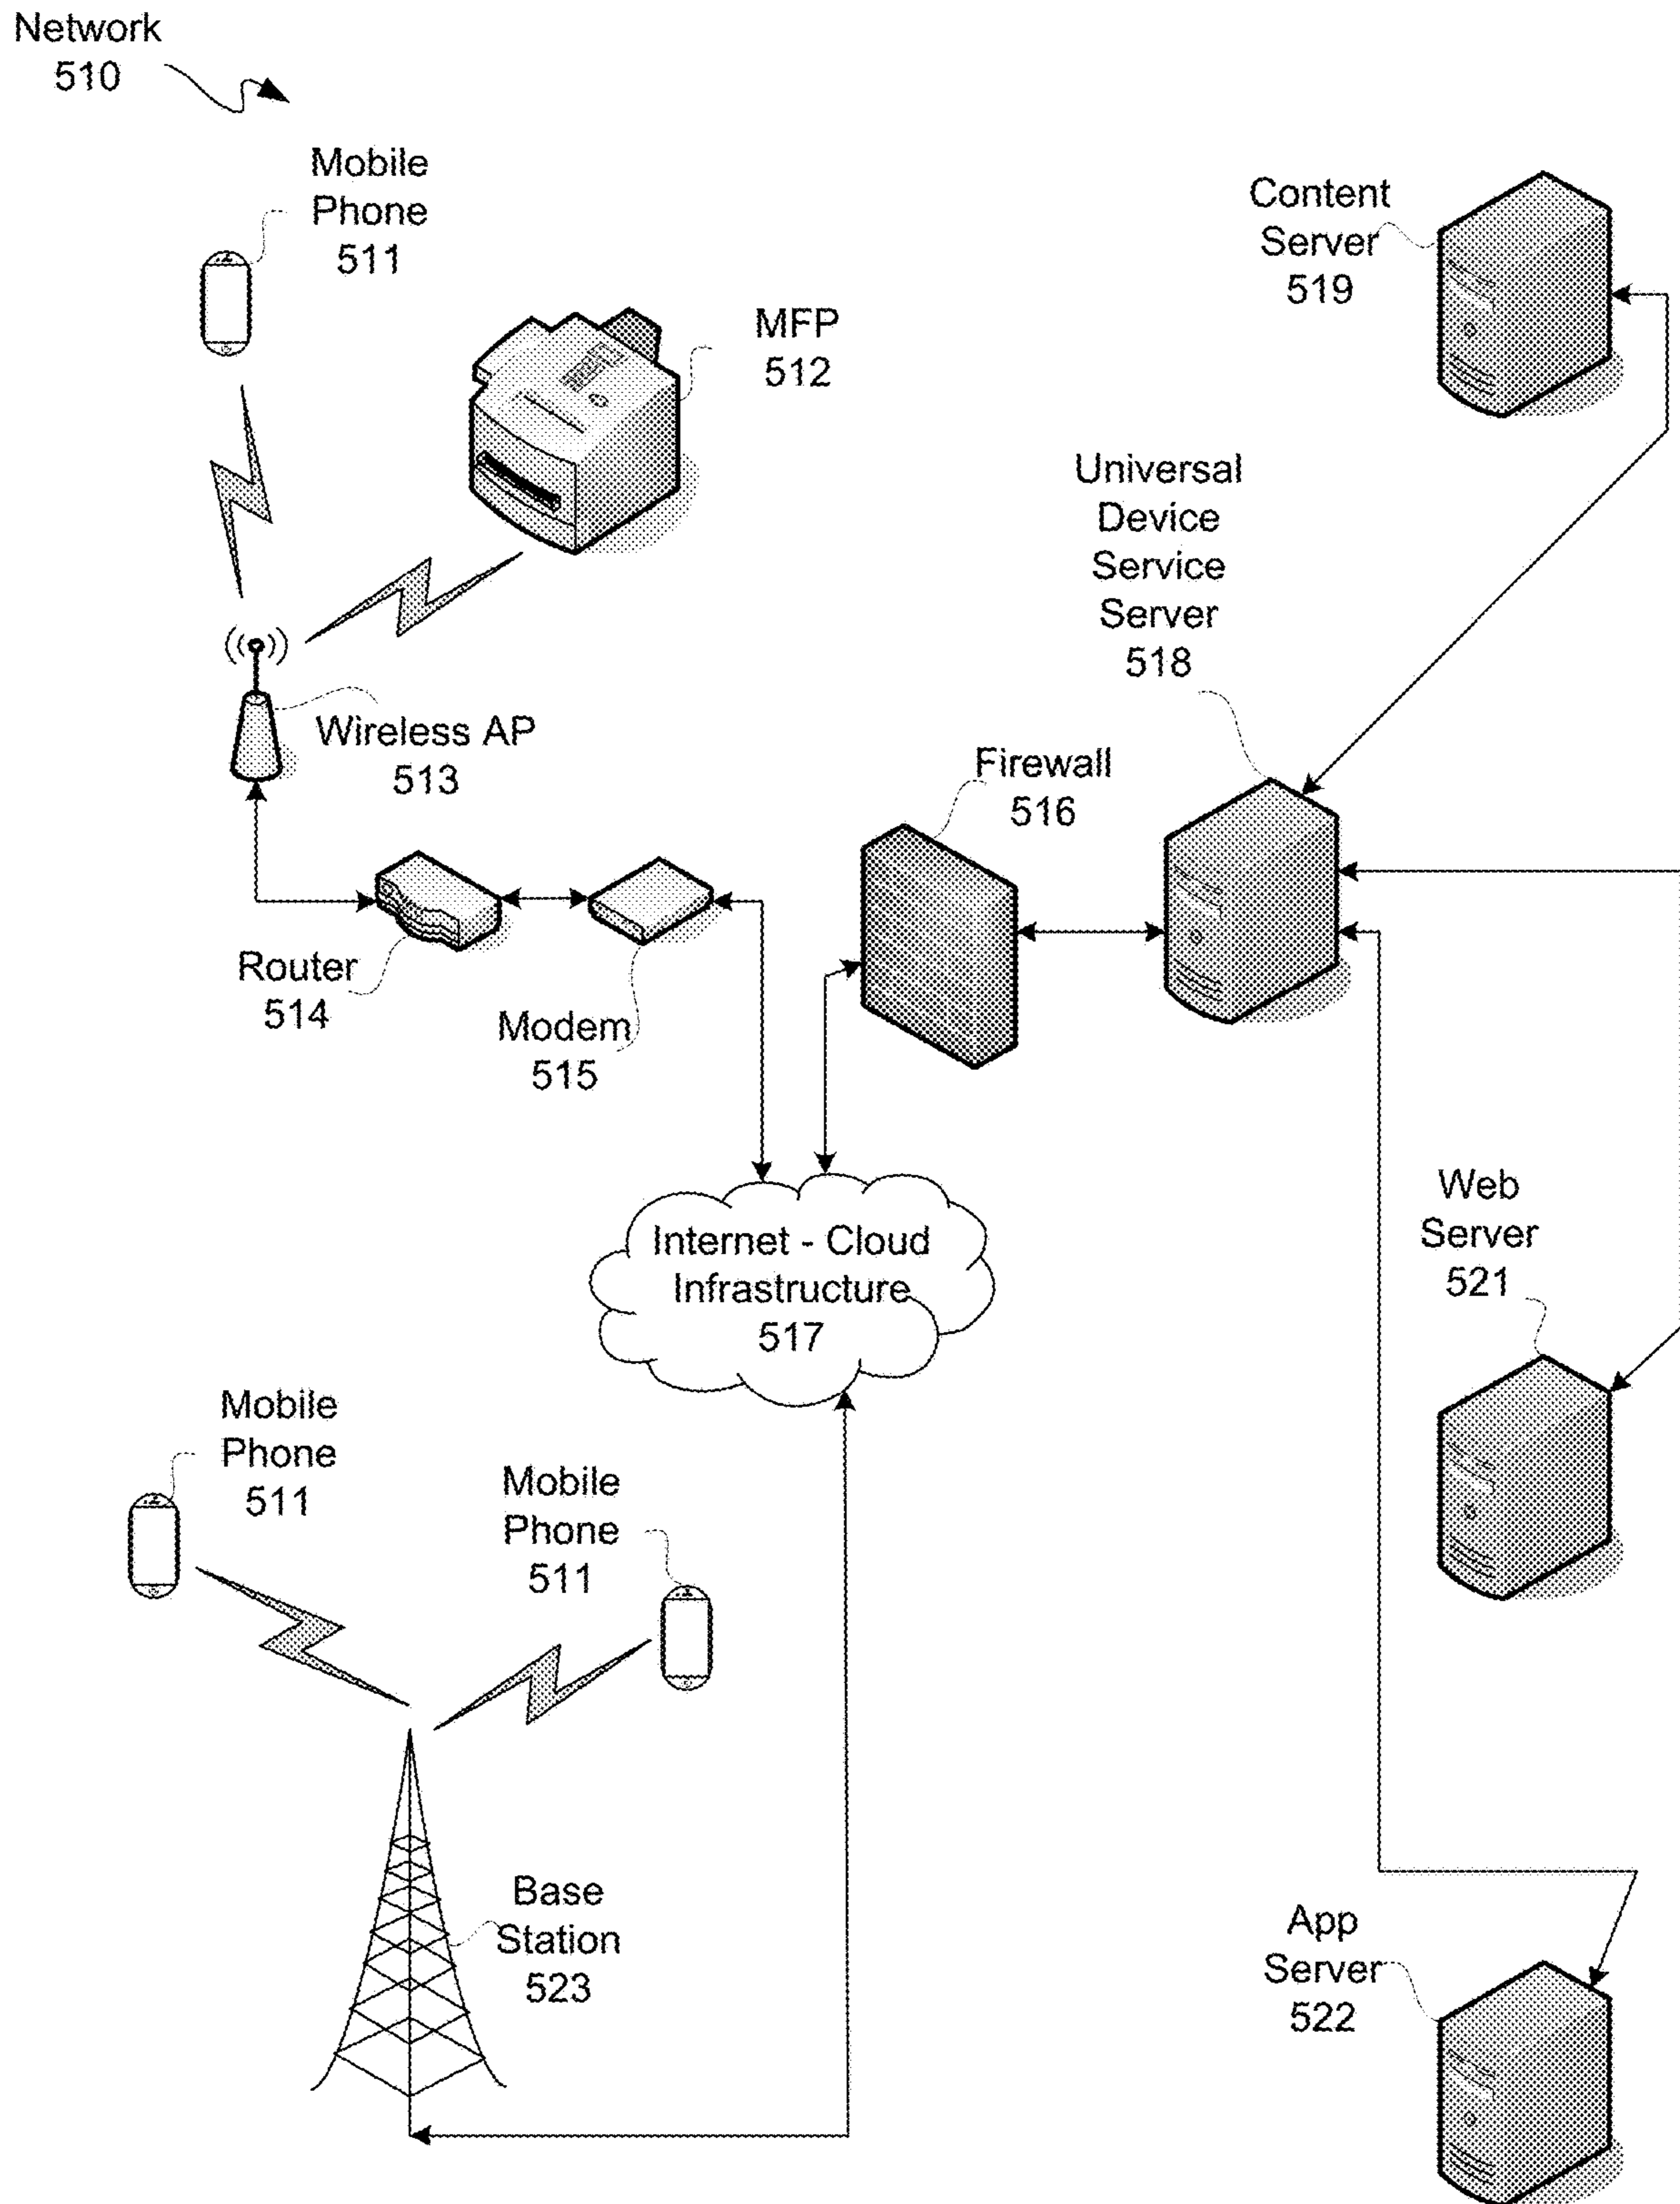 Network
510
Mobile
Phone
511
MFP
512
Content
Server
519
Universal
Device
Service
Server
518
Wireless AP
513
Firewall
516
Router
514
Modem
515
Internet - Cloud
Infrastructure
517
Web
Server
521
Mobile
Phone
511
Mobile
Phone
511
Base
Station
523
App
Server
522